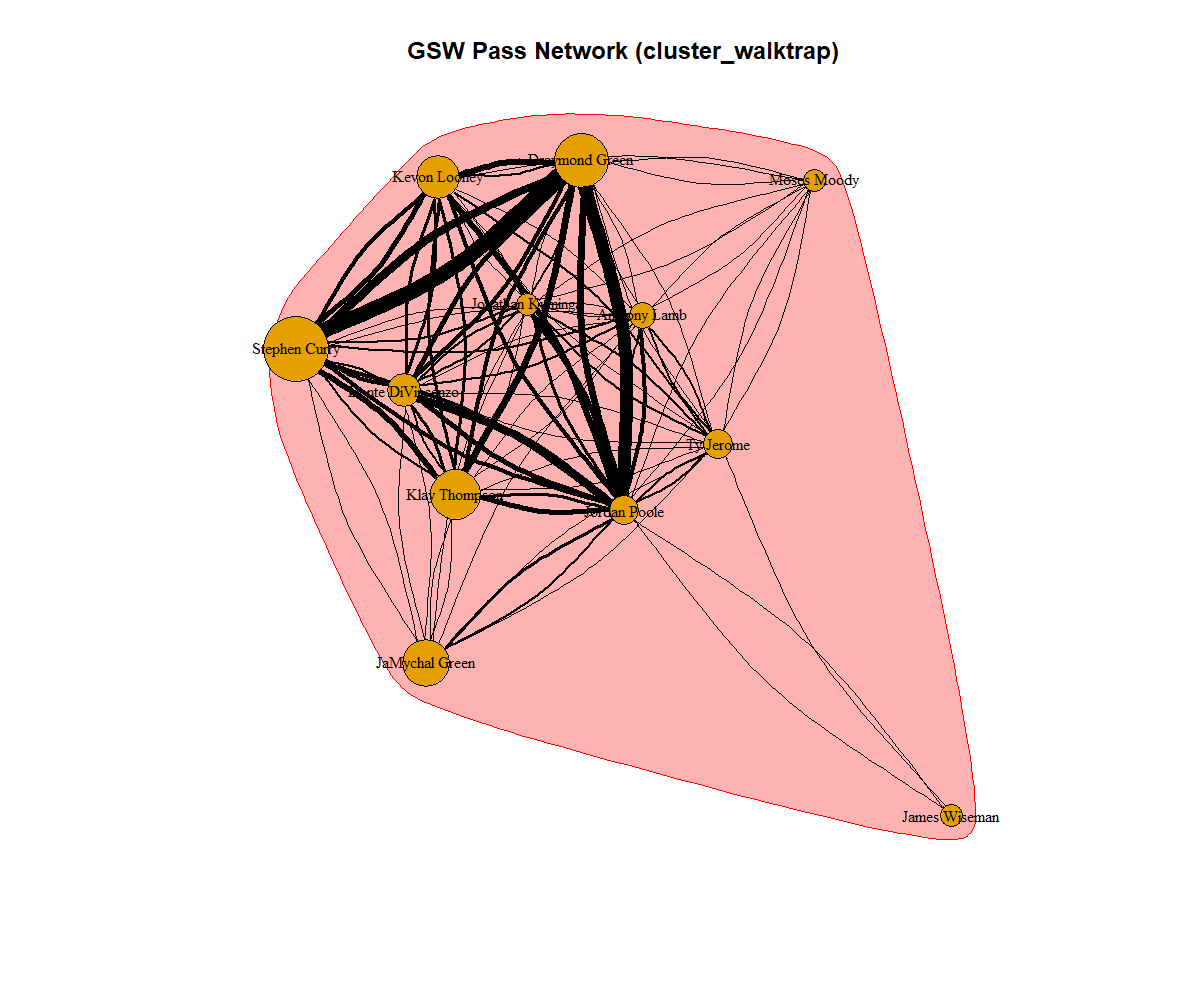 GSW Pass Network (cluster_walktrap)
Draymond Green
Kevon Looney
Moses Moody
Jonathan Kuminga
Anthony Lamb
Stephen Curry
Donte DiVincenzo
Ty Jerome
Klay Thompson
Jordan Poole
JaMychal Green
James Wiseman